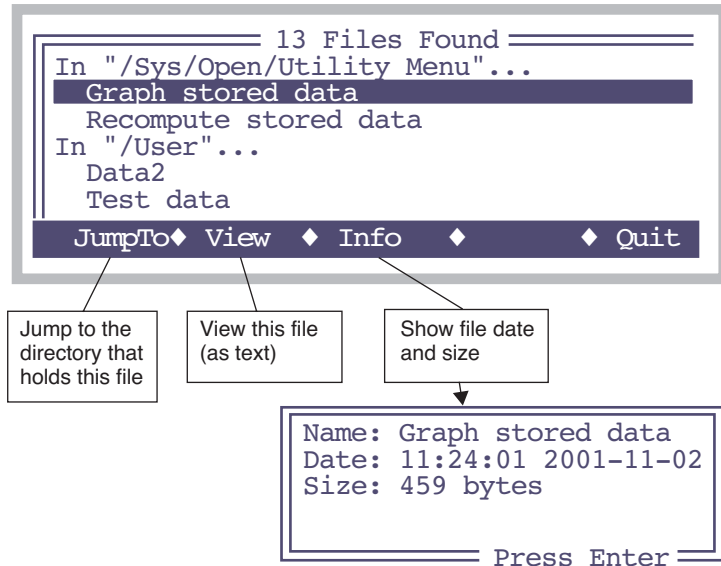 13 Files Found
In "/Sys/Open/Utility Menu"...
Graph stored data
Recompute stored data
In "/User"...
Data2
Test data
JumpTo♦ View ♦ Info ♦ ♦ Quit
Jump to the
directory that
holds this file
View this file
(as text)
Show file date
and size
Name: Graph stored data
Date: 11:24:01 2001-11-02
Size: 459 bytes
Press Enter